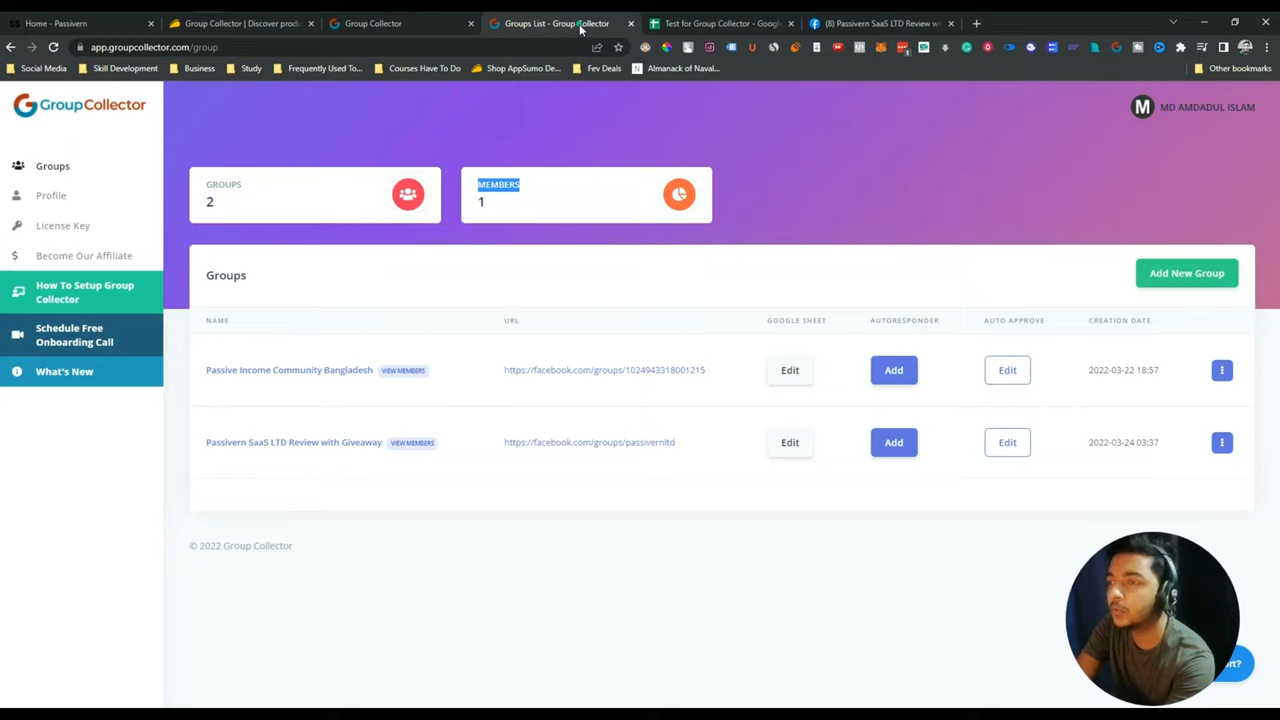 Home - Passivern
Group Collector | Discover prod
Group Collector
Groups List - Group Collector
Test for Group Collector - Google
(8) Passivern SaaS LTD Review wi
app.groupcollector.com/group
Social Media
Skill Development
Business
Study
Frequently Used To...
Courses Have To Do
Shop AppSumo De...
Fev Deals
Almanack of Naval...
Other bookmarks
GroupCollector
M MD AMDADUL ISLAM
Groups
Profile
License Key
Become Our Affiliate
How To Setup Group
Collector
Schedule Free
Onboarding Call
What's New
GROUPS
2
MEMBERS
1
Groups
Add New Group
NAME URL GOOGLE SHEET AUTORESPONDER AUTO APPROVE CREATION DATE
Passive Income Community Bangladesh VIEW MEMBERS https://facebook.com/groups/1024943318001215 Edit Add Edit 2022-03-22 18:57
Passivern SaaS LTD Review with Giveaway VIEW MEMBERS https://facebook.com/groups/passivernltd Edit Add Edit 2022-03-24 03:37
© 2022 Group Collector